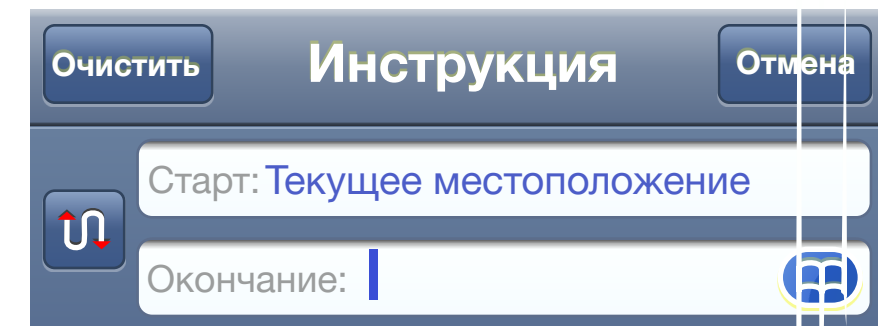 Очистить Инструкция Отмена
Старт: Текущее местоположение
Окончание: